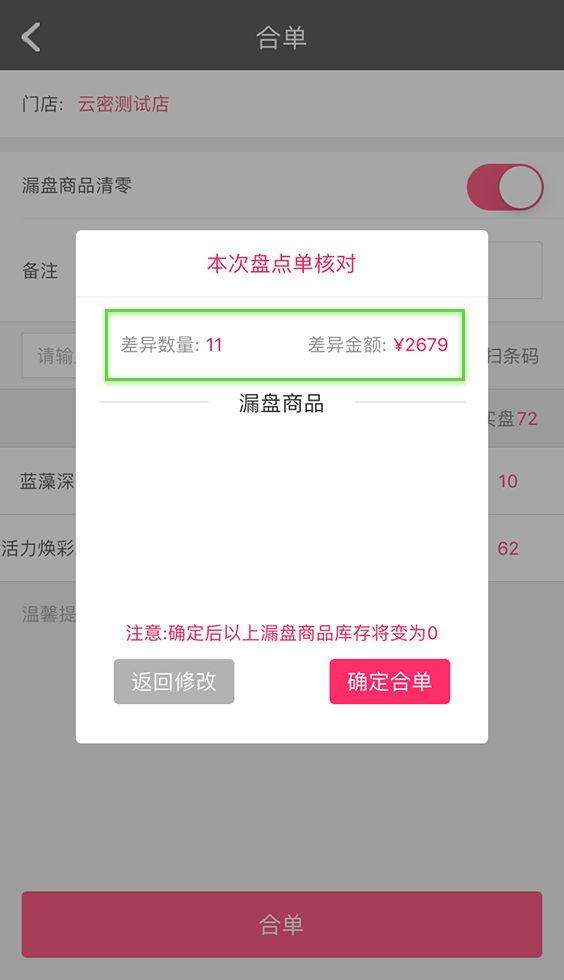 合单
门店: 云密测试店
漏盘商品清零
备注
本次盘点单核对
差异数量: 11 差异金额: ¥2679
请输 扫条码
漏盘商品
实盘72
蓝藻深 10
活力焕彩 62
温馨提
注意:确定后以上漏盘商品库存将变为0
返回修改 确定合单
合单